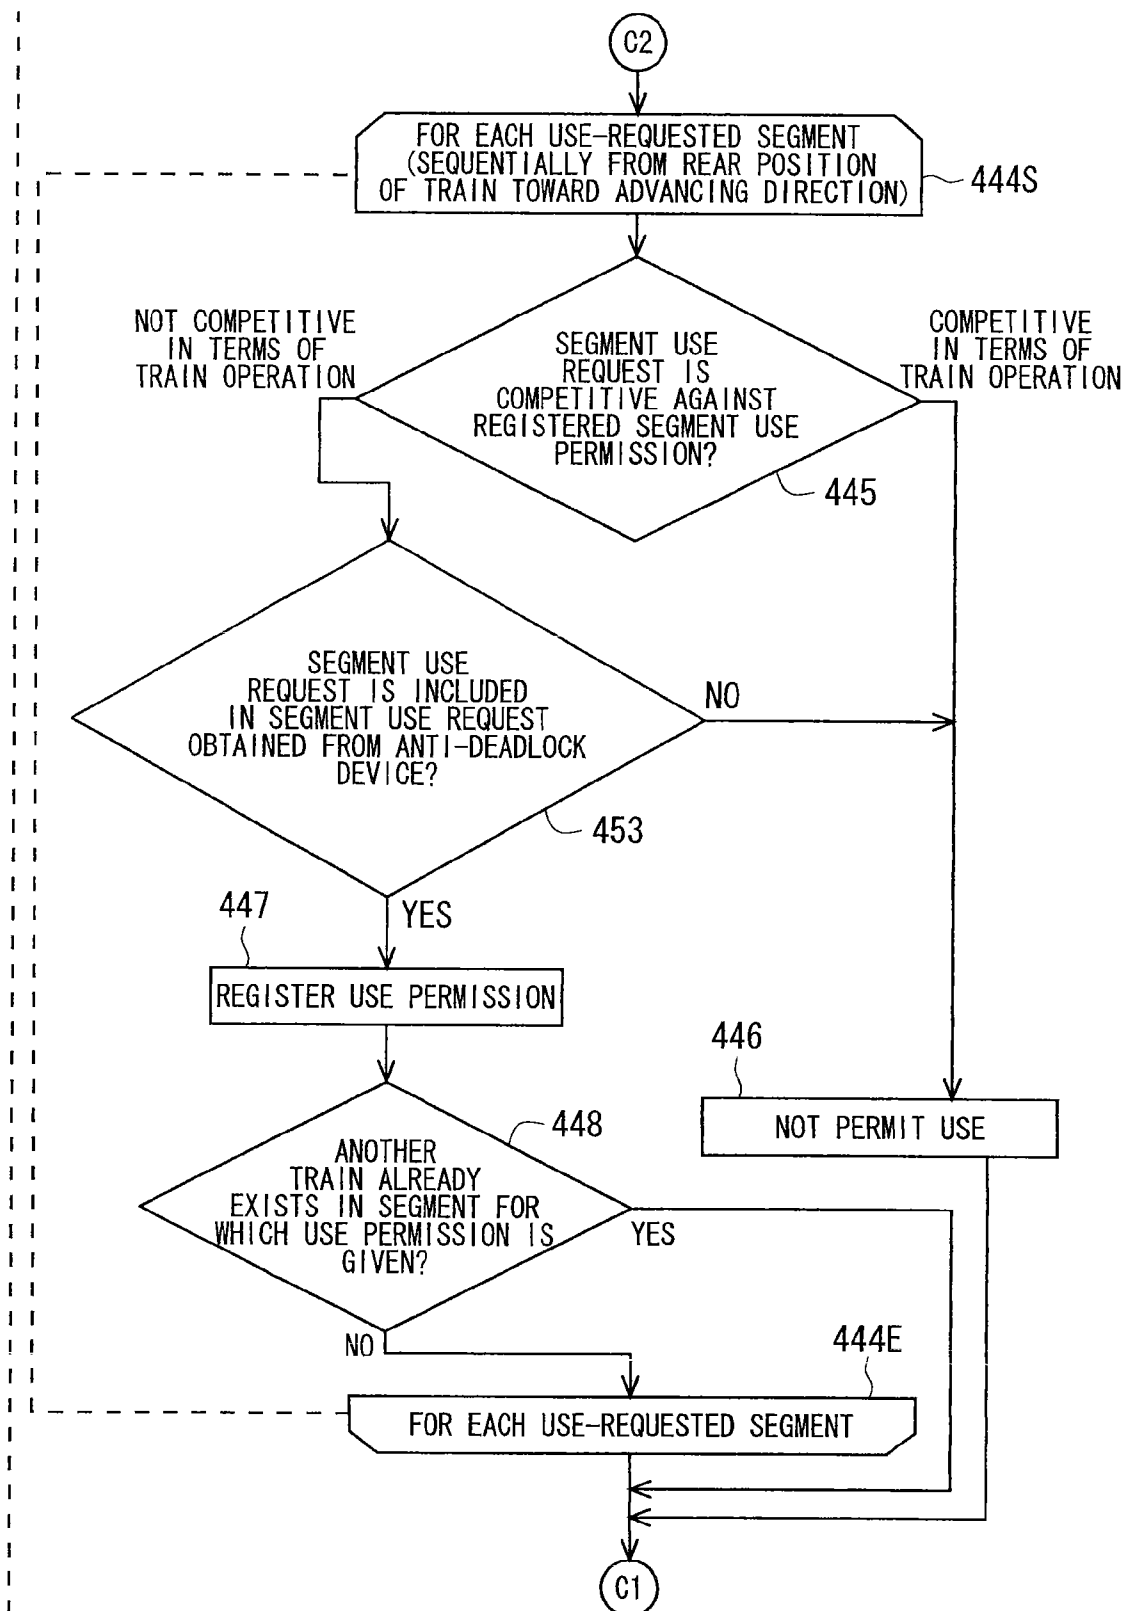 C2
FOR EACH USE-REQUESTED SEGMENT
(SEQUENTIALLY FROM REAR POSITION
OF TRAIN TOWARD ADVANCING DIRECTION)
444S
NOT COMPETITIVE
IN TERMS OF
TRAIN OPERATION
SEGMENT USE
REQUEST IS
COMPETITIVE AGAINST
REGISTERED SEGMENT USE
PERMISSION?
COMPETITIVE
IN TERMS OF
TRAIN OPERATION
445
SEGMENT USE
REQUEST IS INCLUDED
IN SEGMENT USE REQUEST
OBTAINED FROM ANTI-DEADLOCK
DEVICE?
NO
453
YES
447
REGISTER USE PERMISSION
446
NOT PERMIT USE
448
ANOTHER
TRAIN ALREADY
EXISTS IN SEGMENT FOR
WHICH USE PERMISSION IS
GIVEN?
YES
NO
444E
FOR EACH USE-REQUESTED SEGMENT
C1